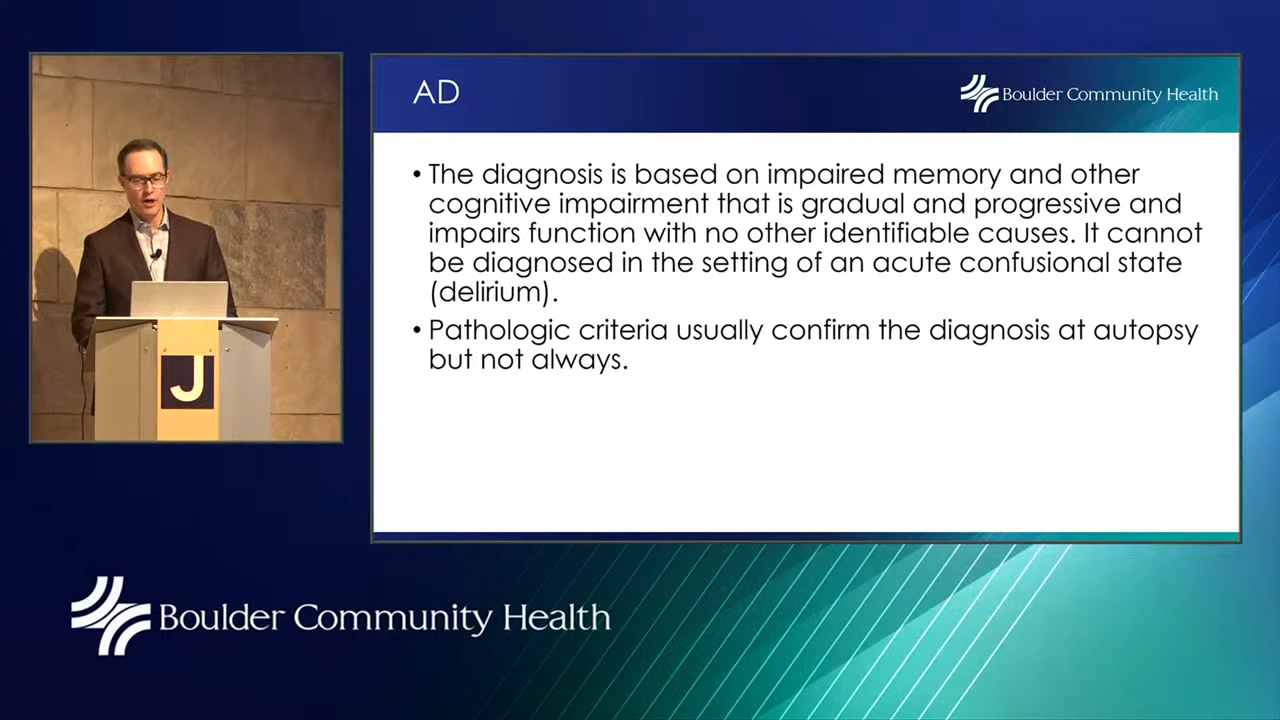 AD
Boulder Community Health
• The diagnosis is based on impaired memory and other
cognitive impairment that is gradual and progressive and
impairs function with no other identifiable causes. It cannot
be diagnosed in the setting of an acute confusional state
(delirium).
• Pathologic criteria usually confirm the diagnosis at autopsy
but not always.
J
Boulder Community Health